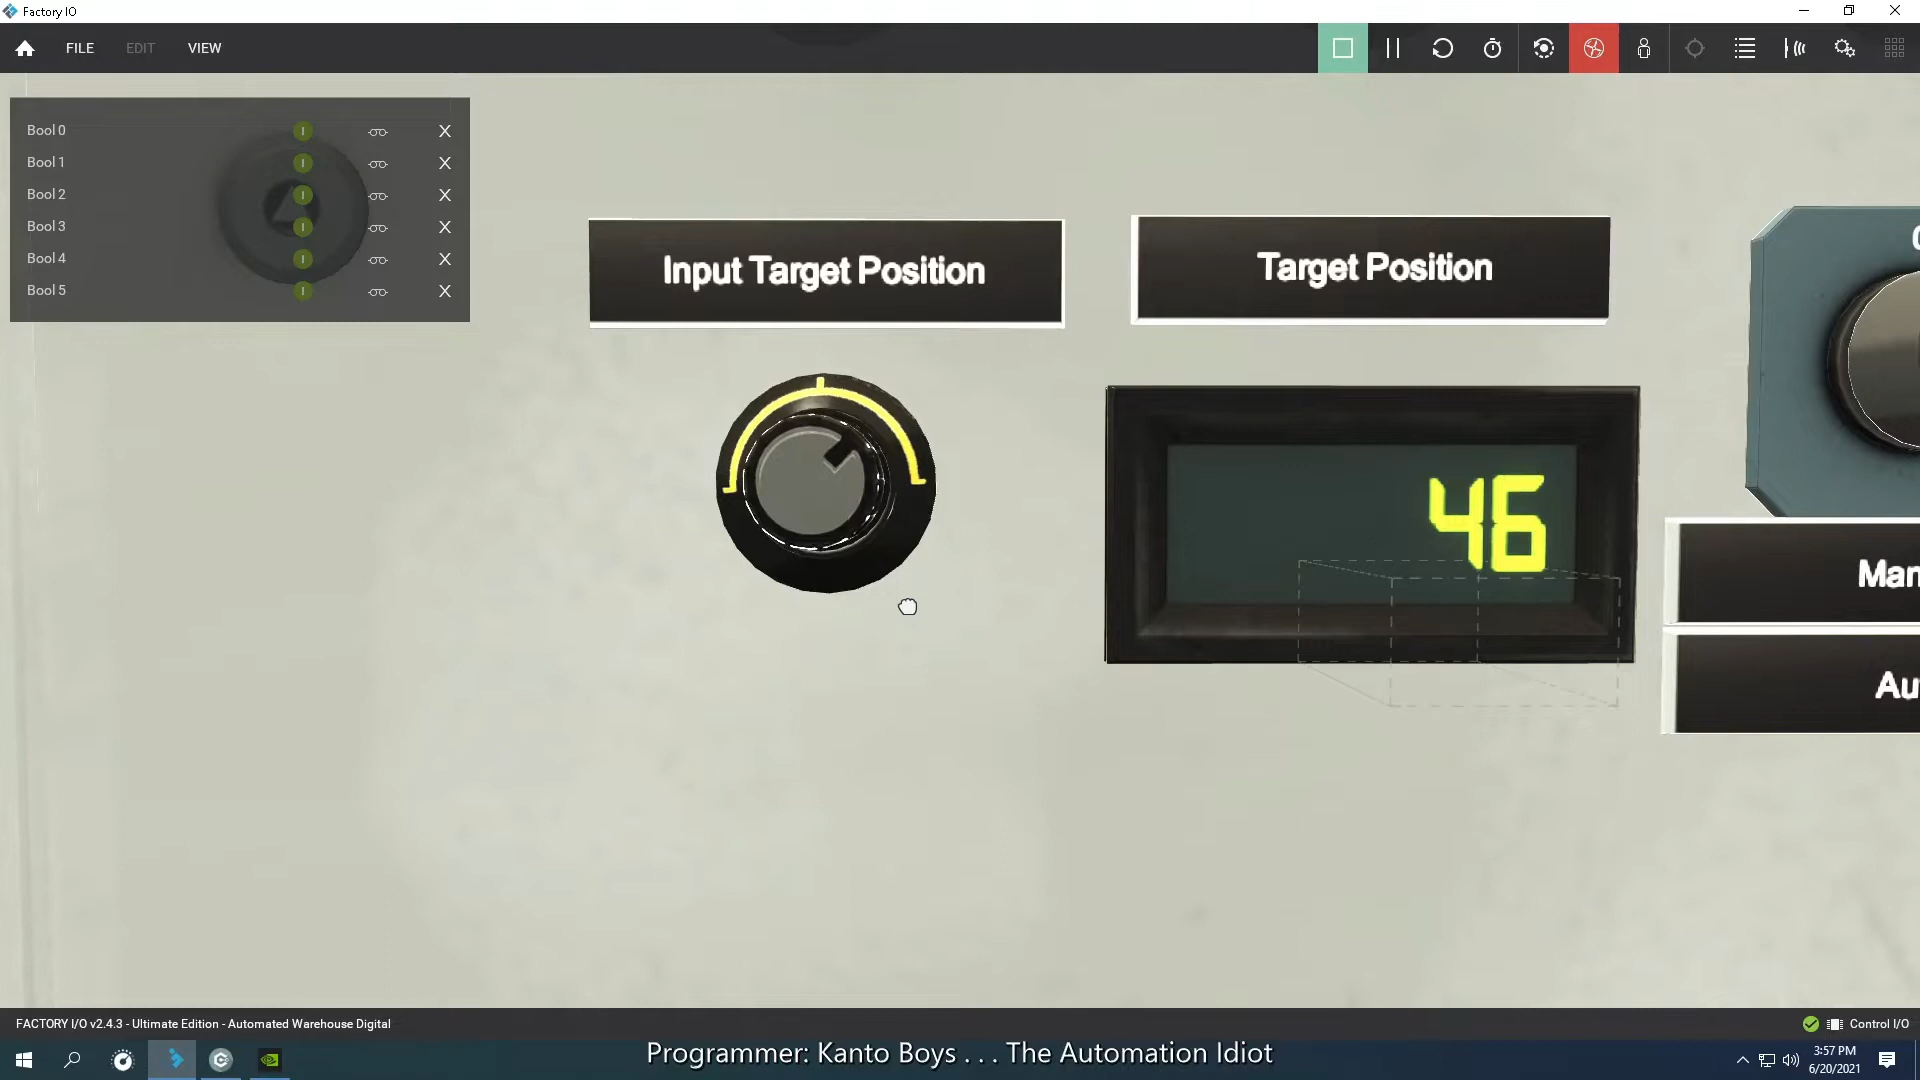 Factory IO
FILE EDIT VIEW
Bool 0 X
Bool 1 X
Bool 2 X
Bool 3 X
Bool 4 X
Bool 5 X
Input Target Position
Target Position
46
FACTORY I/O v2.4.3 - Ultimate Edition - Automated Warehouse Digital
Control I/O
Programmer: Kanto Boys . . . The Automation Idiot
3:57 PM
6/20/2021